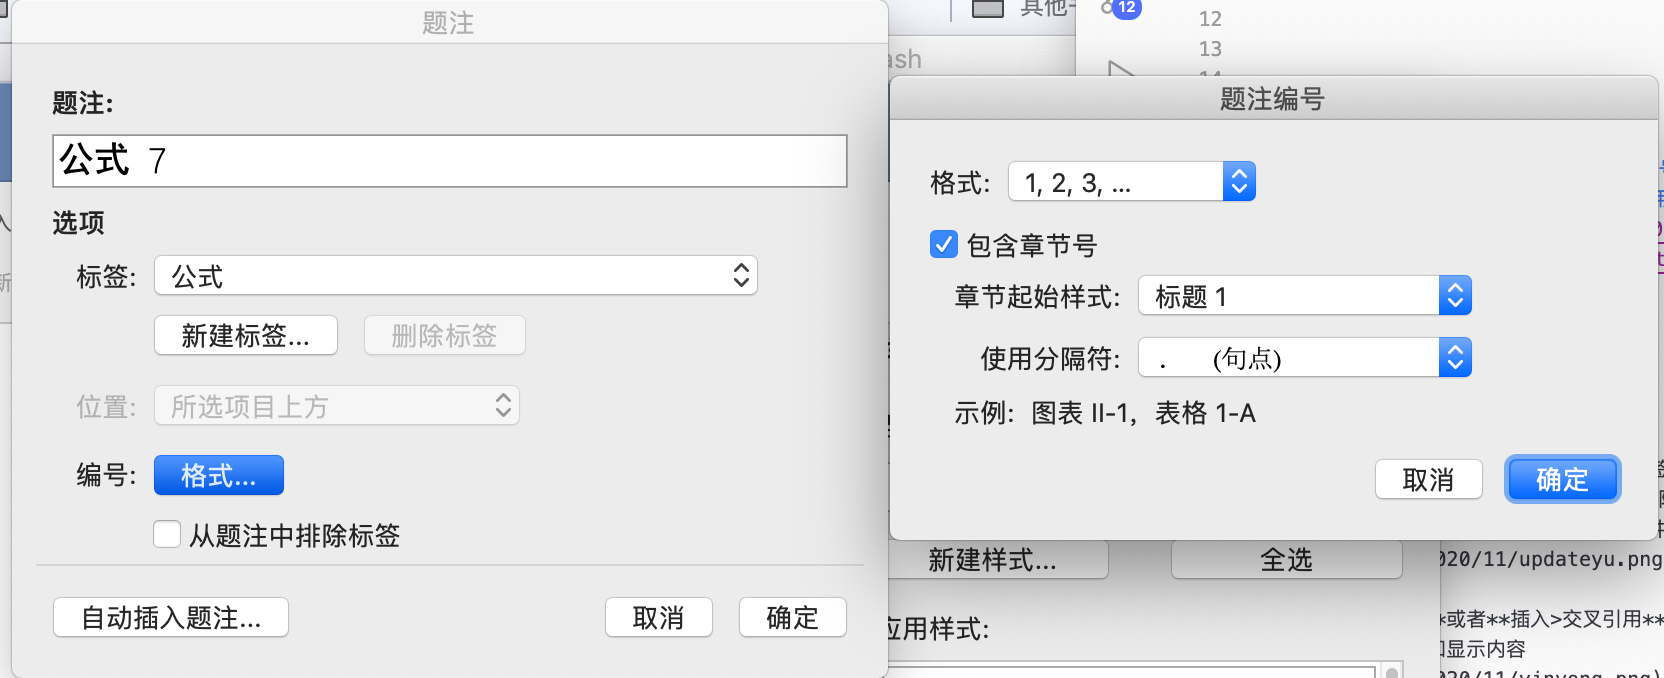 题注
题注:
公式 7
选项
标签: 公式
新建标签... 删除标签
位置: 所选项目上方
编号: 格式...
从题注中排除标签
自动插入题注... 取消 确定
12
12
13
题注编号
格式: 1, 2, 3, ...
包含章节号
章节起始样式: 标题 1
使用分隔符: . (句点)
示例: 图表 II-1, 表格 1-A
取消 确定
新建样式... 全选
020/11/updateyu.png
应用样式:
*或者**插入>交叉引用**
显示内容